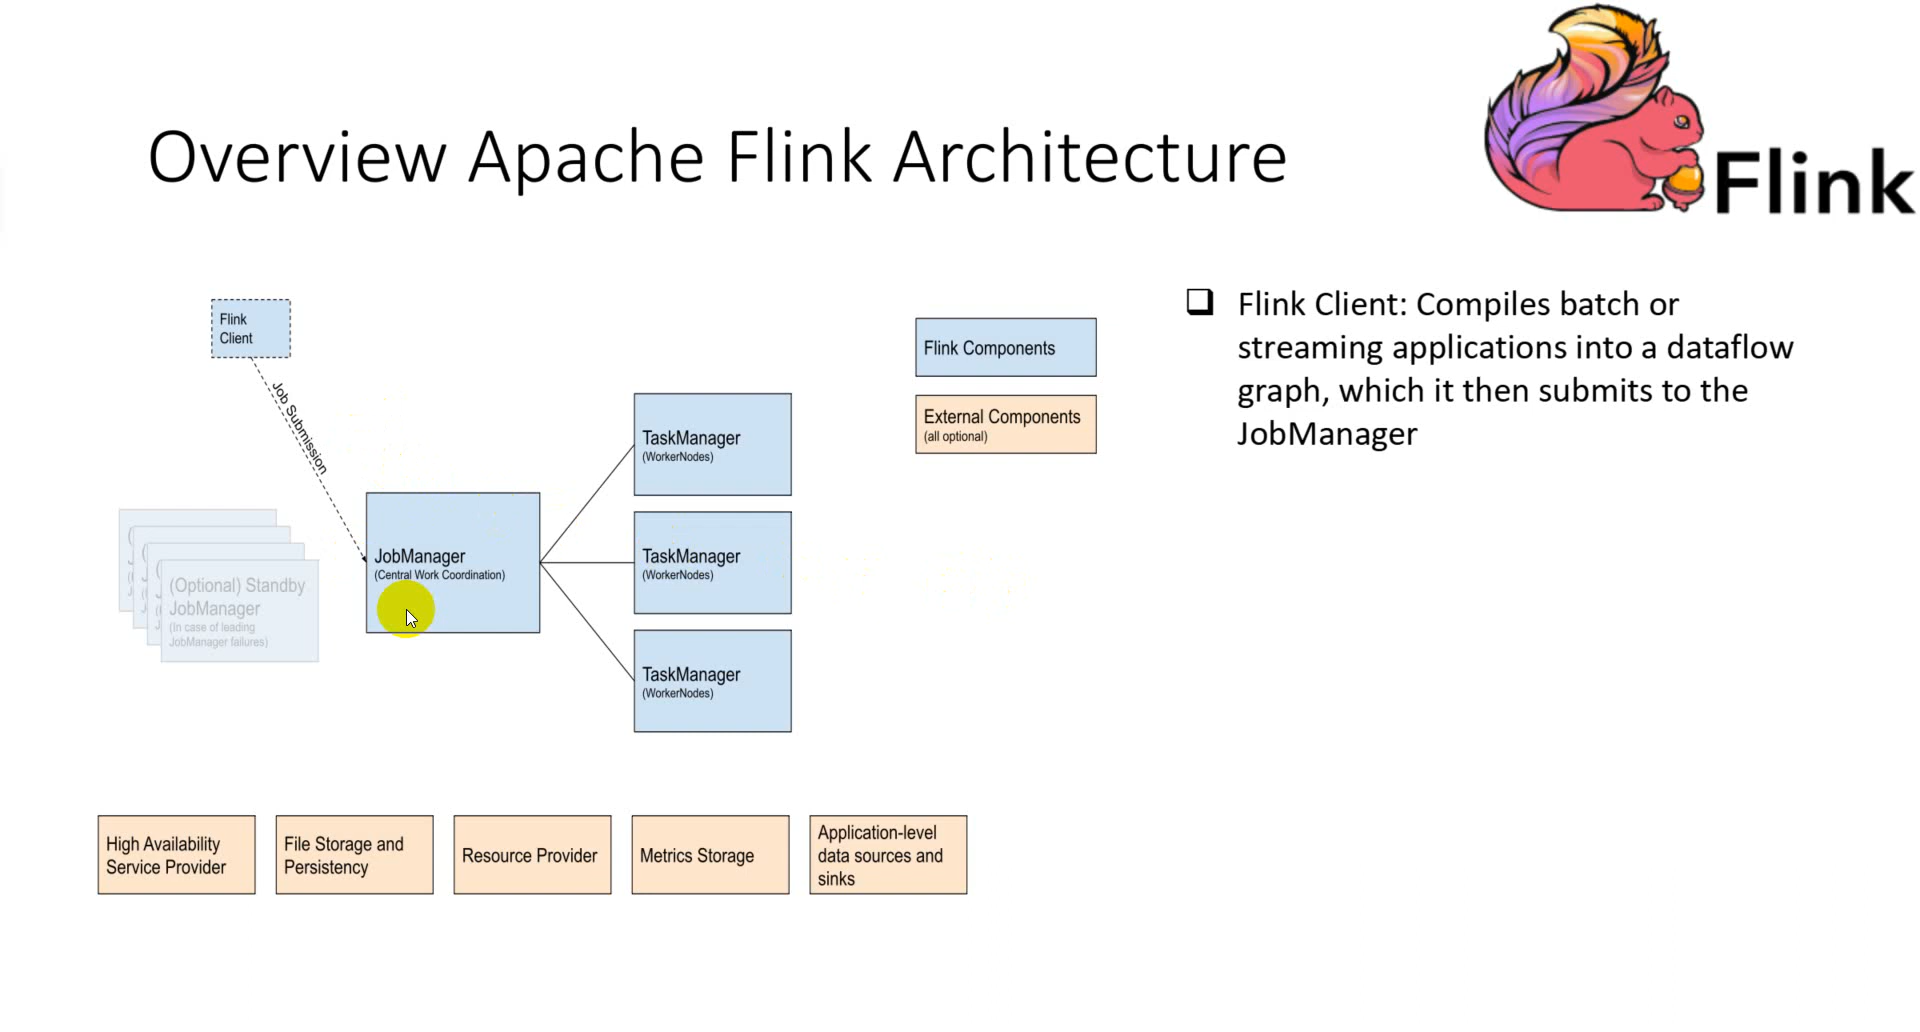 Overview Apache Flink Architecture
Flink
Flink
Client
Job Submission
JobManager
(Central Work Coordination)
(Optional) Standby
JobManager
(In case of leading
JobManager failures)
TaskManager
(WorkerNodes)
TaskManager
(WorkerNodes)
TaskManager
(WorkerNodes)
Flink Components
External Components
(all optional)
Flink Client: Compiles batch or
streaming applications into a dataflow
graph, which it then submits to the
JobManager
High Availability
Service Provider
File Storage and
Persistency
Resource Provider
Metrics Storage
Application-level
data sources and
sinks